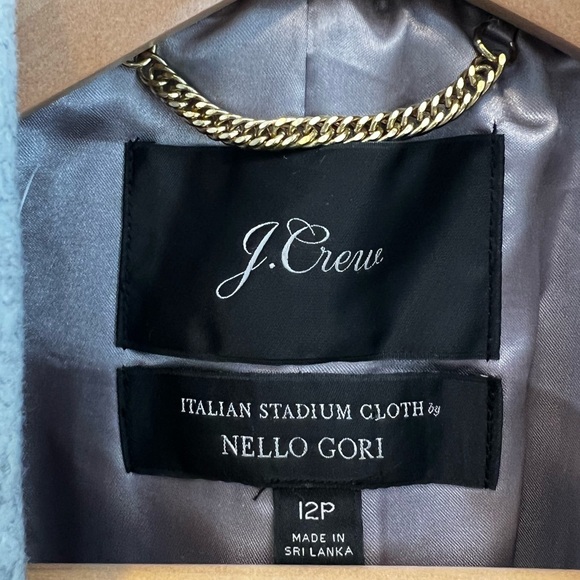 J.Crew
ITALIAN STADIUM CLOTH by
NELLO GORI
12P
MADE IN
SRI LANKA